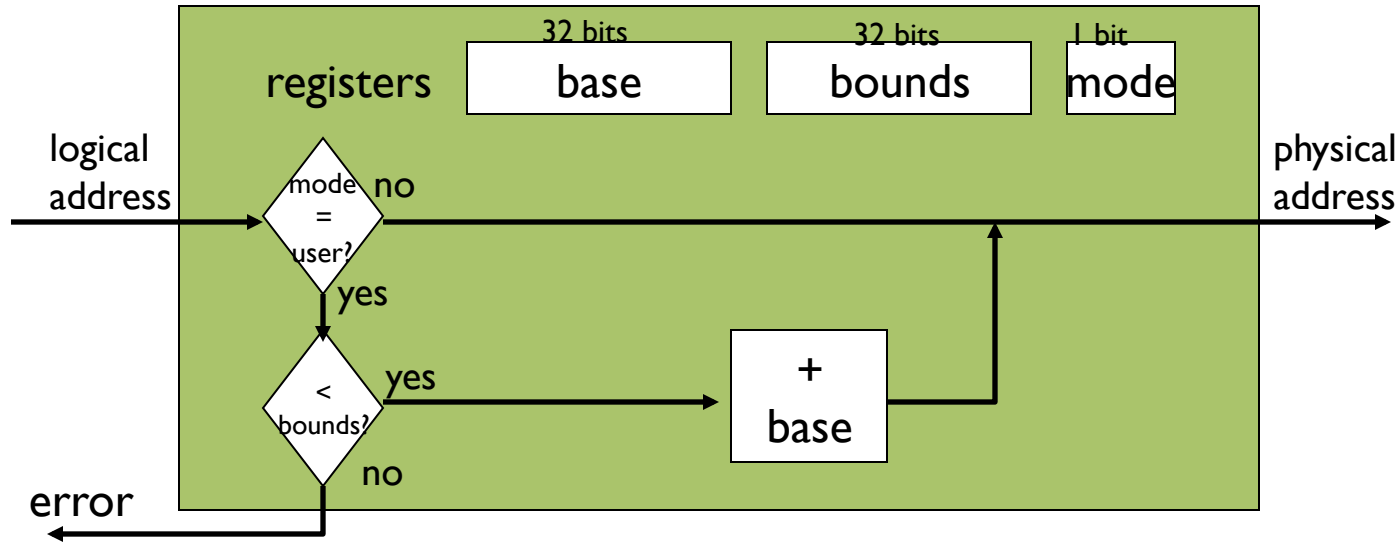 32 bits
32 bits
1 bit
registers
base
bounds
mode
logical
address
physical
address
mode
=
user?
no
yes
<
bounds?
yes
+
base
no
error